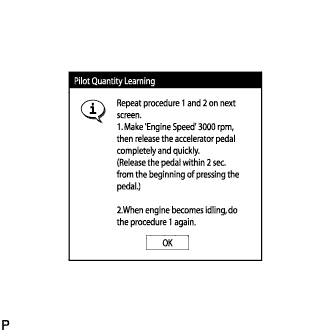 Pilot Quantity Learning
Repeat procedure 1 and 2 on next
screen.
1.Make 'Engine Speed' 3000 rpm,
then release the accelerator pedal
completely and quickly.
(Release the pedal within 2 sec.
from the beginning of pressing the
pedal.)
2.When engine becomes idling, do
the procedure 1 again.
OK
P